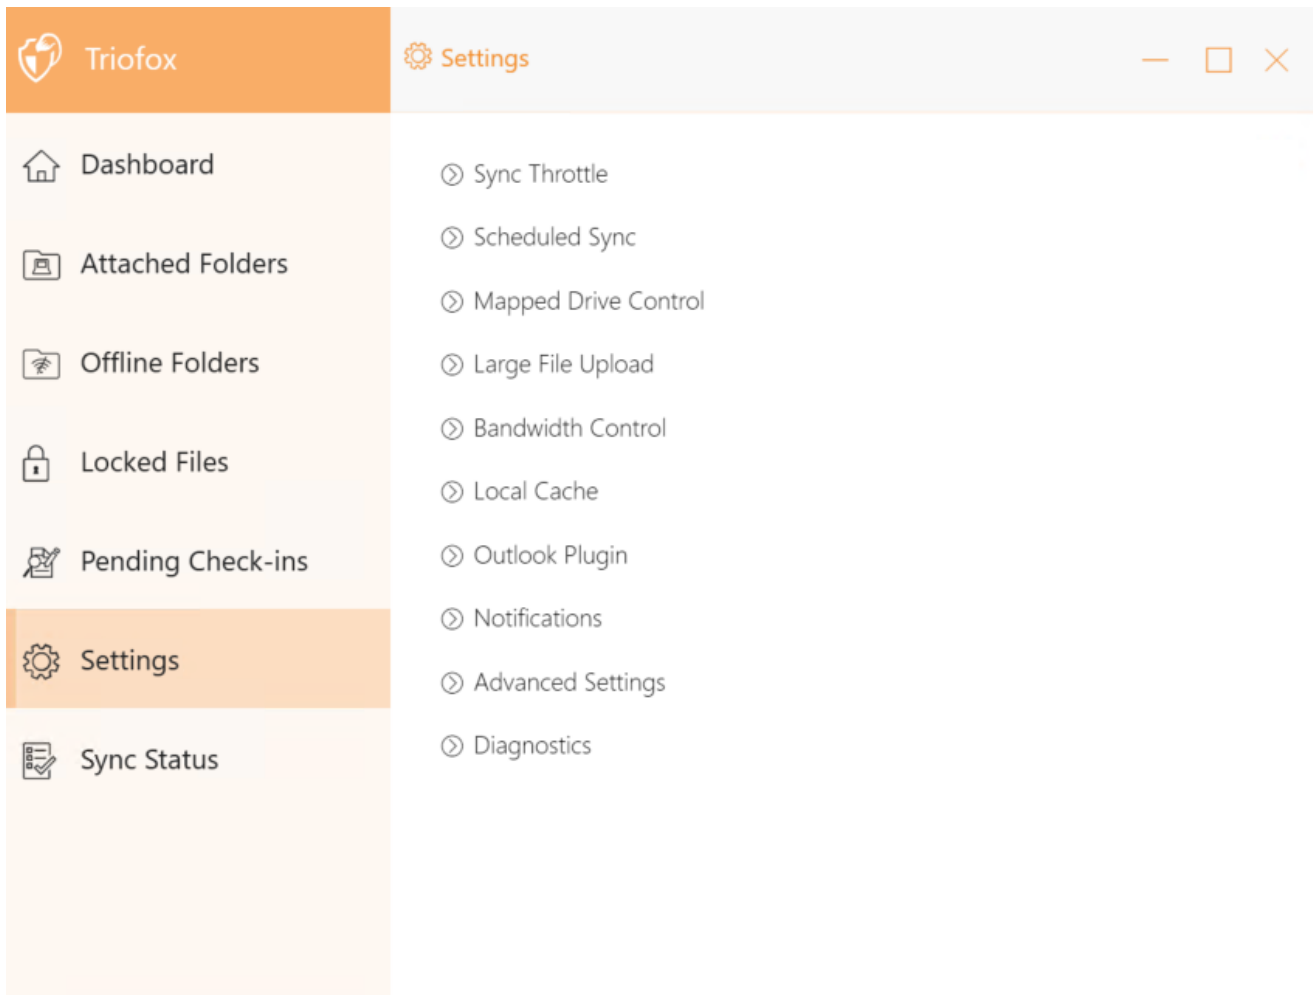 Triofox
Settings
Dashboard
Attached Folders
Offline Folders
Locked Files
Pending Check-ins
Settings
Sync Status
Sync Throttle
Scheduled Sync
Mapped Drive Control
Large File Upload
Bandwidth Control
Local Cache
Outlook Plugin
Notifications
Advanced Settings
Diagnostics